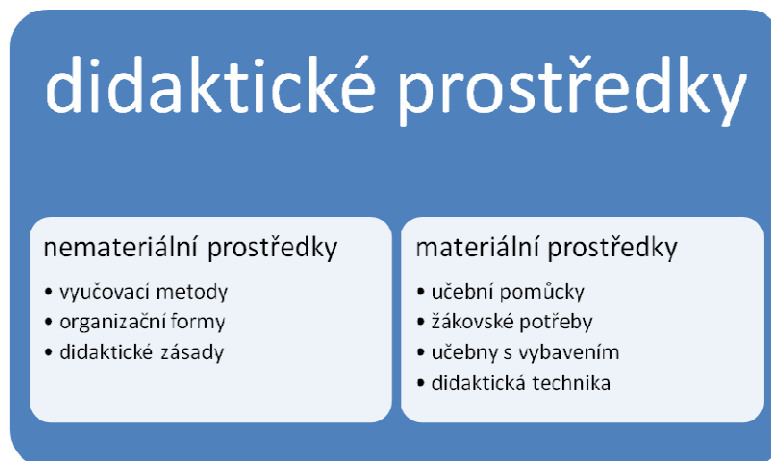 didaktické prostředky
nemateriální prostředky
• vyučovací metody
• organizační formy
• didaktické zásady
materiální prostředky
• učební pomůcky
• žákovské potřeby
• učebny s vybavením
• didaktická technika